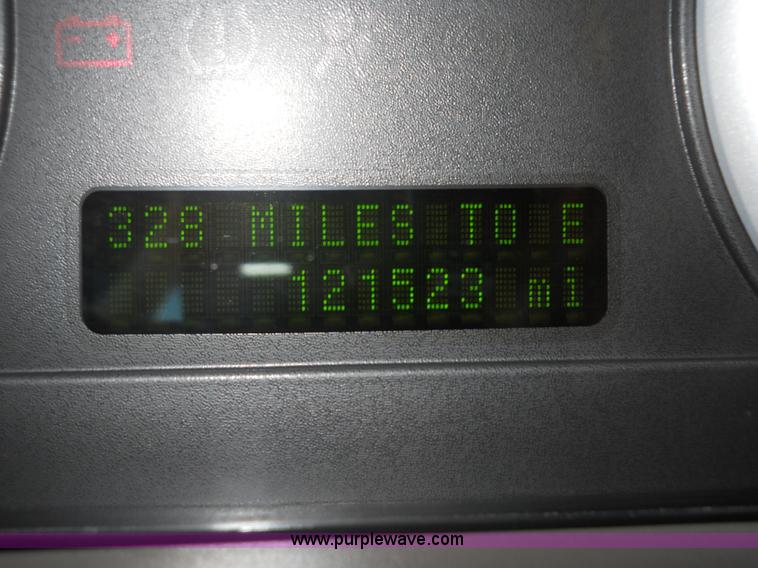 328 MILES TO E
121523 mi
www.purplewave.com